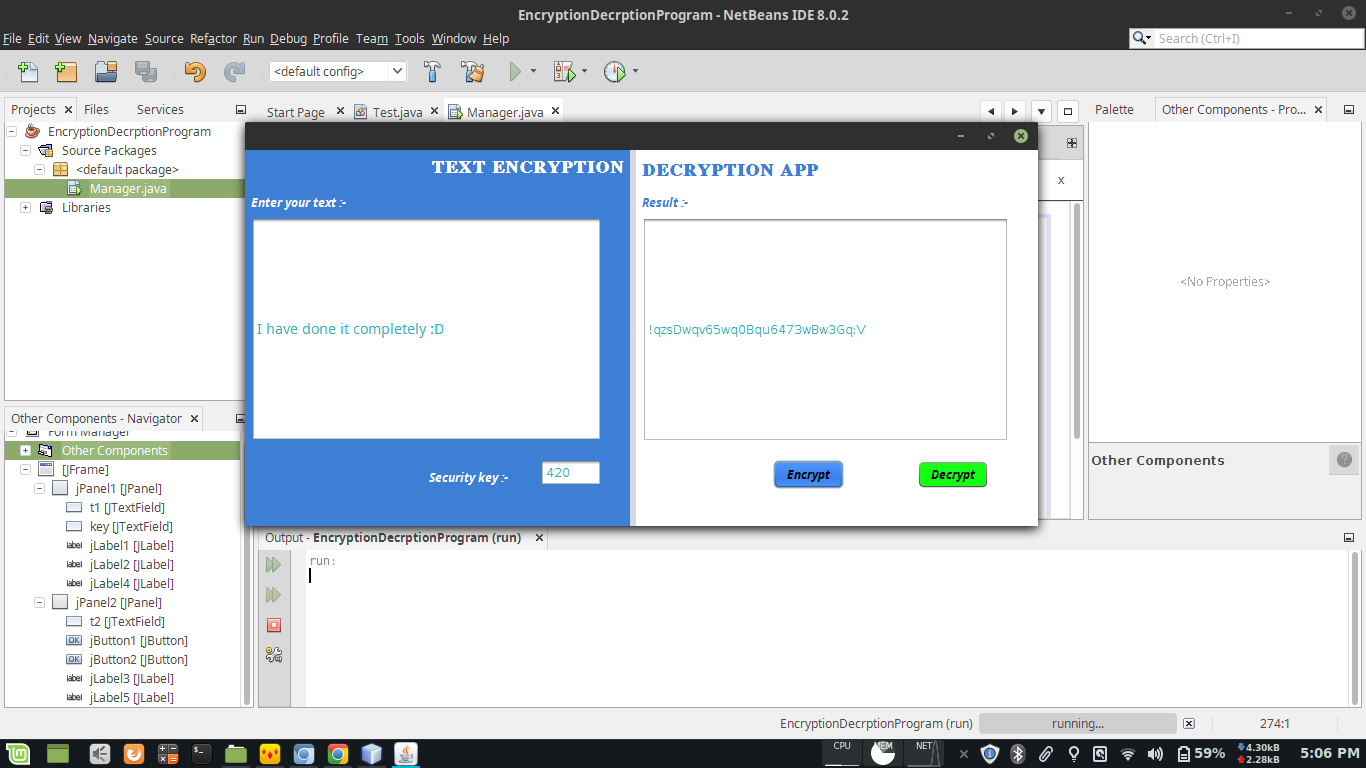 EncryptionDecrptionProgram - NetBeans IDE 8.0.2
File Edit View Navigate Source Refactor Run Debug Profile Team Tools Window Help
Search (Ctrl+I)
<default config>
Projects Files Services
Start Page Test.java Manager.java
Palette Other Components - Pro...
EncryptionDecrptionProgram
Source Packages
<default package>
Manager.java
Libraries
TEXT ENCRYPTION DECRYPTION APP
Enter your text :- Result :-
I have done it completely :D
!qzsDwqv65wq0Bqu6473wBw3Gq:\/
Security key :- 420
Encrypt Decrypt
x
<No Properties>
Other Components
Other Components - Navigator
Form Manager
Other Components
[JFrame]
jPanel1 [JPanel]
t1 [JTextField]
key [JTextField]
jLabel1 [JLabel]
jLabel2 [JLabel]
jLabel4 [JLabel]
jPanel2 [JPanel]
t2 [JTextField]
OK jButton1 [JButton]
OK jButton2 [JButton]
jLabel3 [JLabel]
jLabel5 [JLabel]
Output - EncryptionDecrptionProgram (run)
run:
EncryptionDecrptionProgram (run) running... 274:1
CPU MEM NET
59%
4.30kB
2.28kB
5:06 PM